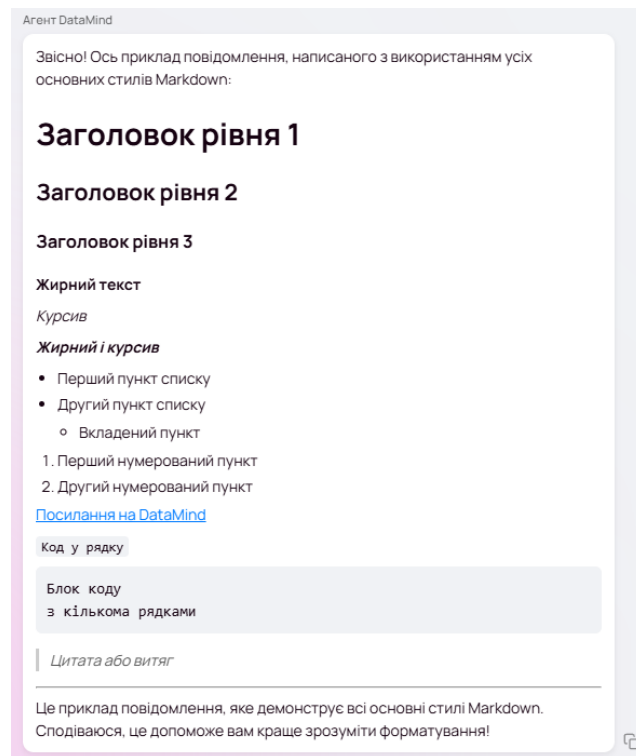 Агент DataMind
Звісно! Ось приклад повідомлення, написаного з використанням усіх
основних стилів Markdown:
Заголовок рівня 1
Заголовок рівня 2
Заголовок рівня 3
Жирний текст
Курсив
Жирний і курсив
Перший пункт списку
Другий пункт списку
Вкладений пункт
1. Перший нумерований пункт
2. Другий нумерований пункт
Посилання на DataMind
Код у рядку
Блок коду
з кількома рядками
Цитата або витяг
Це приклад повідомлення, яке демонструє всі основні стилі Markdown.
Сподіваюся, це допоможе вам краще зрозуміти форматування!